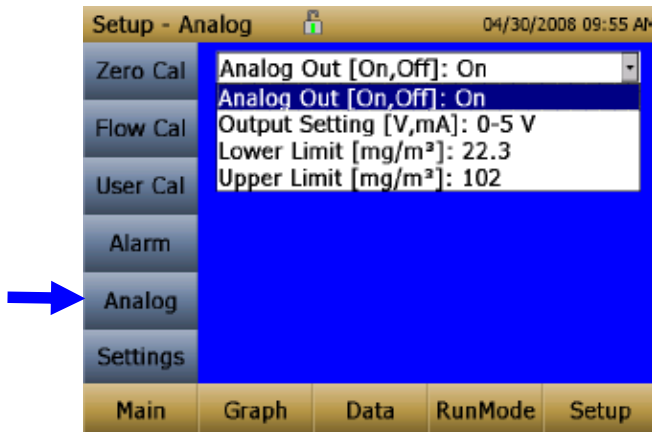 Setup - Analog
04/30/2008 09:55 AM
Zero Cal
Analog Out [On,Off]: On
Analog Out [On,Off]: On
Flow Cal
Output Setting [V,mA]: 0-5 V
Lower Limit [mg/m³]: 22.3
User Cal
Upper Limit [mg/m³]: 102
Alarm
Analog
Settings
Main Graph Data RunMode Setup